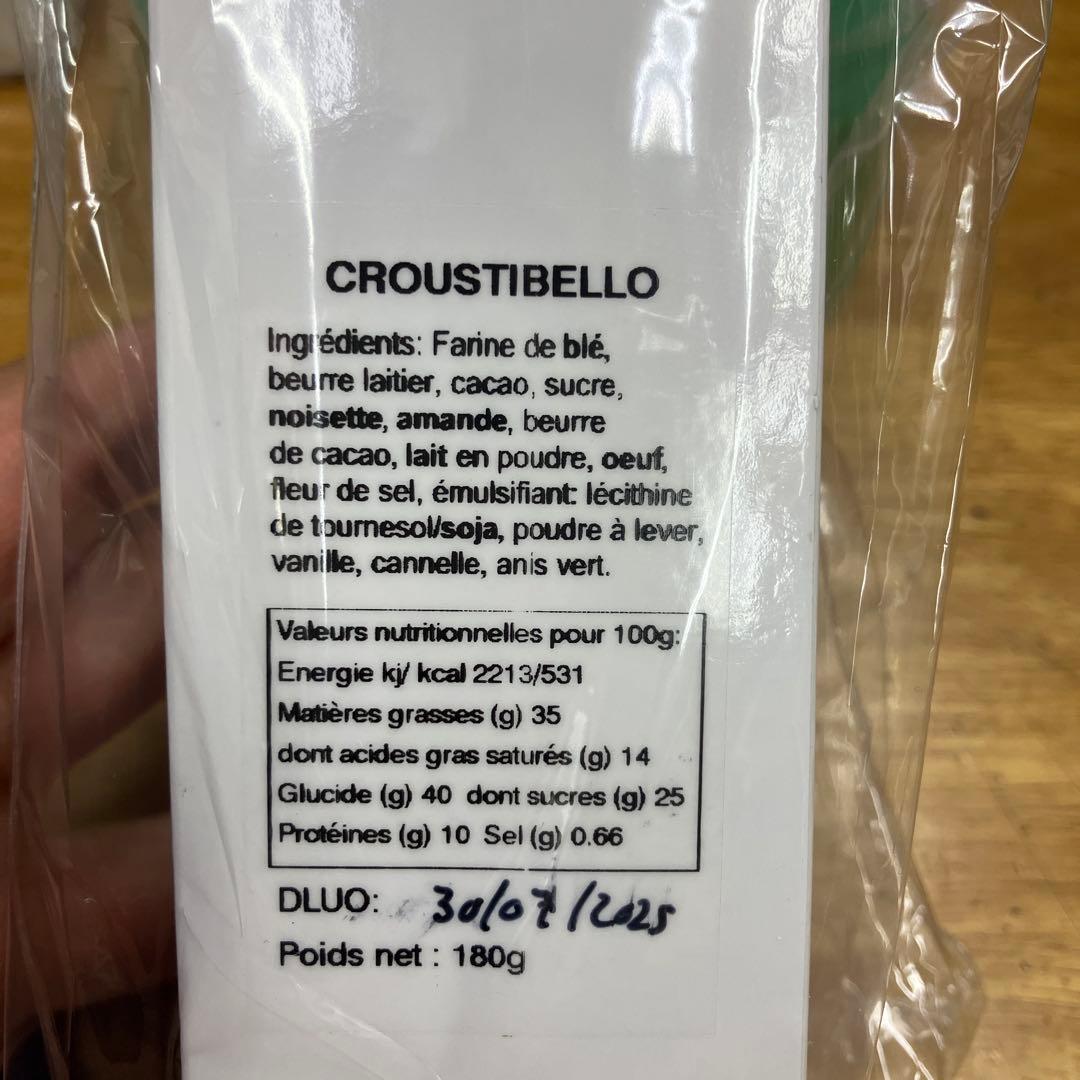 CROUSTIBELLO
Ingrédients: Farine de blé,
beurre laitier, cacao, sucre,
noisette, amande, beurre
de cacao, lait en poudre, oeuf,
fleur de sel, émulsifiant: lécithine
de tournesol/soja, poudre à lever,
vanille, cannelle, anis vert.
Valeurs nutritionnelles pour 100g:
Energie kj/ kcal 2213/531
Matières grasses (g) 35
dont acides gras saturés (g) 14
Glucide (g) 40 dont sucres (g) 25
Protéines (g) 10 Sel (g) 0.66
DLUO: 30/07/2025
Poids net : 180g